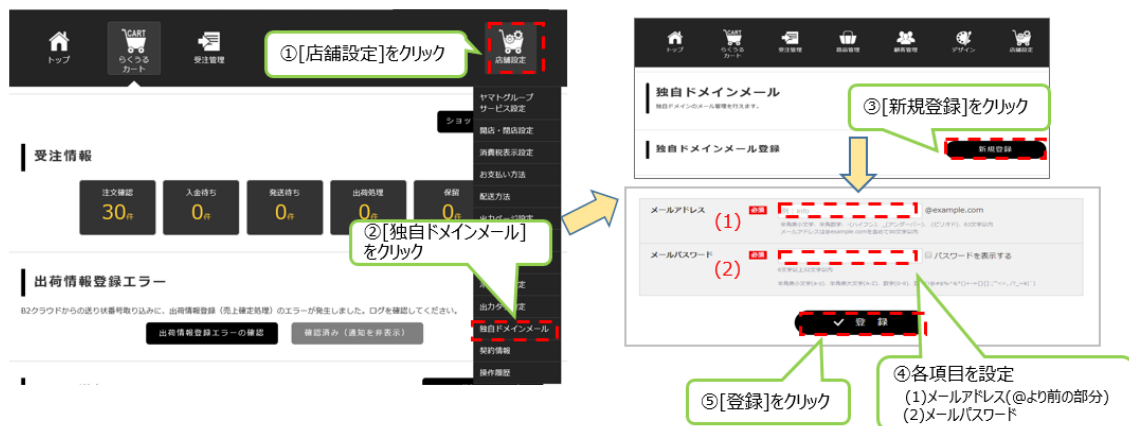 トップ
CART
らくうる
カート
受注管理
①[店舗設定]をクリック
店舗設定
ヤマトグループ
サービス設定
開店・閉店設定
消費税表示設定
お支払い方法
配送方法
ショッ
受注情報
注文確認
30件
入金待ち
0件
発送待ち
0件
出荷処理
0件
保留
0件
②[独自ドメインメール]
をクリック
出荷情報登録エラー
B2クラウドからの送り状番号取り込みに、出荷情報登録（売上確定処理）のエラーが発生しました。ログを確認してください。
出荷情報登録エラーの確認
確認済み（通知を非表示）
独自ドメインメール
契約情報
操作履歴
トップ
CART
らくうる
カート
受注管理
商品管理
顧客管理
デザイン
店舗設定
独自ドメインメール
独自ドメインのメール管理を行えます。
③[新規登録]をクリック
独自ドメインメール登録
新規登録
メールアドレス
必須
(1)
例：info
@example.com
メールパスワード
必須
(2)
パスワードを表示する
登録
④各項目を設定
(1)メールアドレス(@より前の部分)
(2)メールパスワード
⑤[登録]をクリック